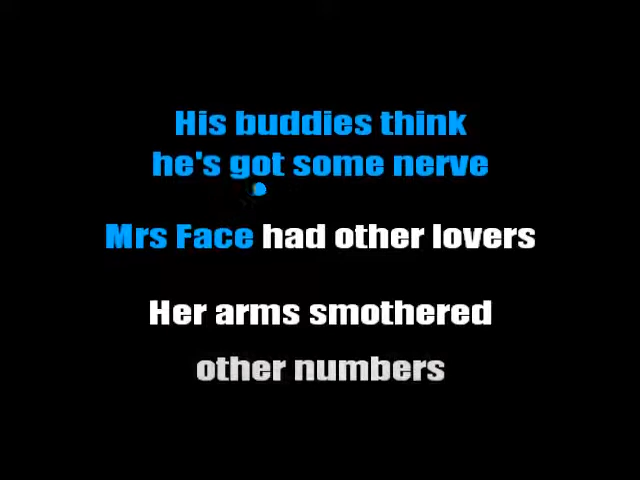 His buddies think
he's got some nerve
Mrs Face had other lovers
Her arms smothered
other numbers